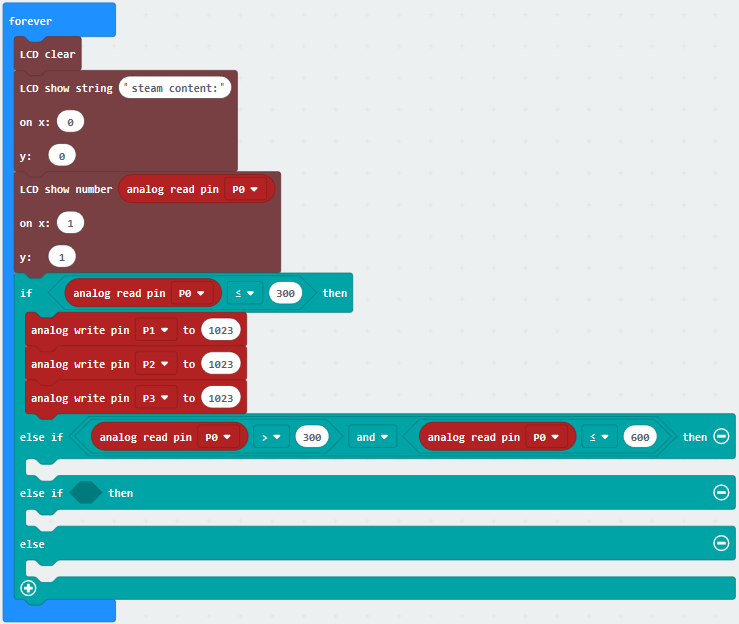 forever
LCD clear
LCD show string "steam content:"
on x: 0
y: 0
LCD show number analog read pin P0
on x: 1
y: 1
if analog read pin P0 ≤ 300 then
analog write pin P1 to 1023
analog write pin P2 to 1023
analog write pin P3 to 1023
else if analog read pin P0 > 300 and analog read pin P0 ≤ 600 then
else if then
else